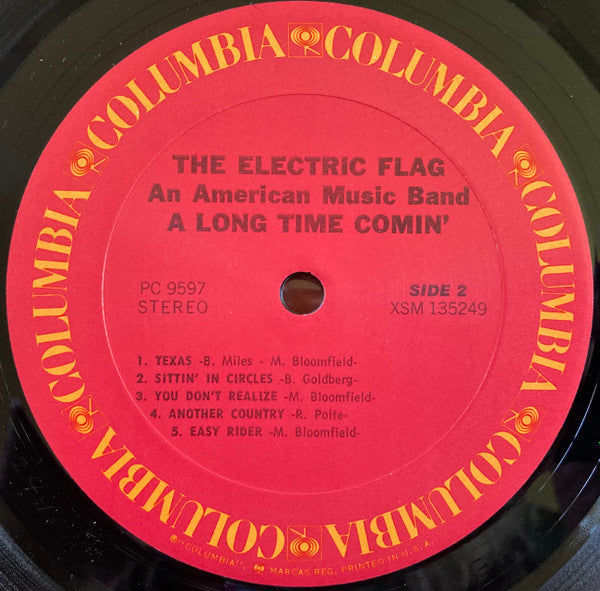 COLUMBIA COLUMBIA COLUMBIA COLUMBIA COLUMBIA COLUMBIA
THE ELECTRIC FLAG
An American Music Band
A LONG TIME COMIN'
PC 9597 SIDE 2
STEREO XSM 135249
1. TEXAS -B. Miles - M. Bloomfield-
2. SITTIN' IN CIRCLES -B. Goldberg-
3. YOU DON'T REALIZE -M. Bloomfield-
4. ANOTHER COUNTRY -R. Polte-
5. EASY RIDER -M. Bloomfield-
"COLUMBIA", MARCAS REG. PRINTED IN U.S.A.